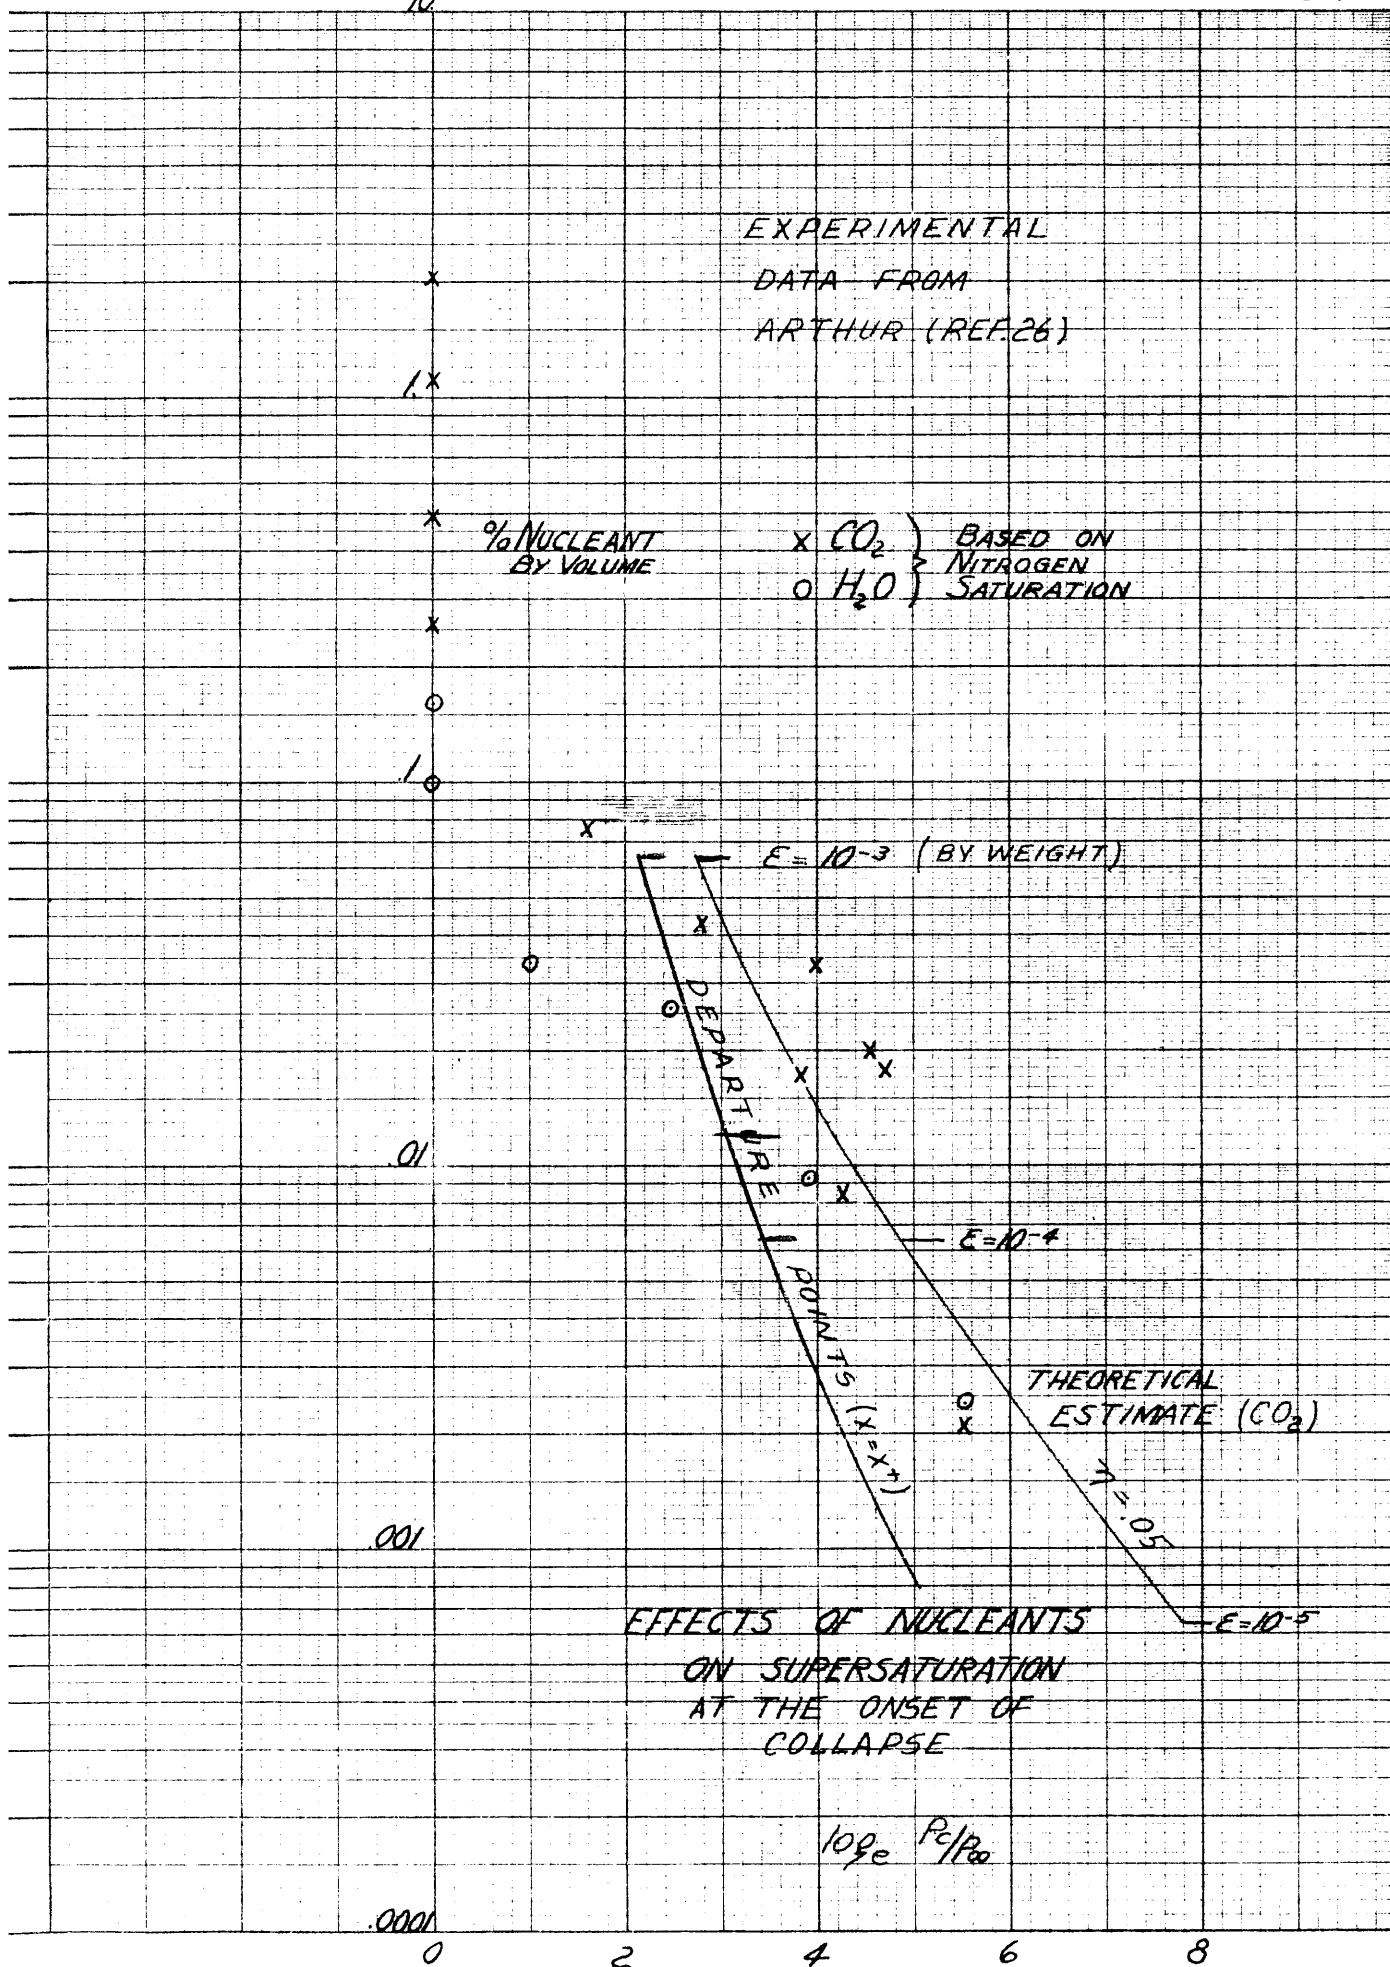 10.
EXPERIMENTAL
DATA FROM
ARTHUR (REF.26)
1.
% NUCLEANT
BY VOLUME
x CO₂ } BASED ON
NITROGEN
o H₂O } SATURATION
.1
ε = 10⁻³ (BY WEIGHT)
DEPARTURE POINTS (x=x⁺)
.01
ε=10⁻⁴
THEORETICAL
ESTIMATE (CO₂)
η=.05
.001
ε=10⁻⁵
EFFECTS OF NUCLEANTS
ON SUPERSATURATION
AT THE ONSET OF
COLLAPSE
logₑ Pc/P∞
.0001
0 2 4 6 8